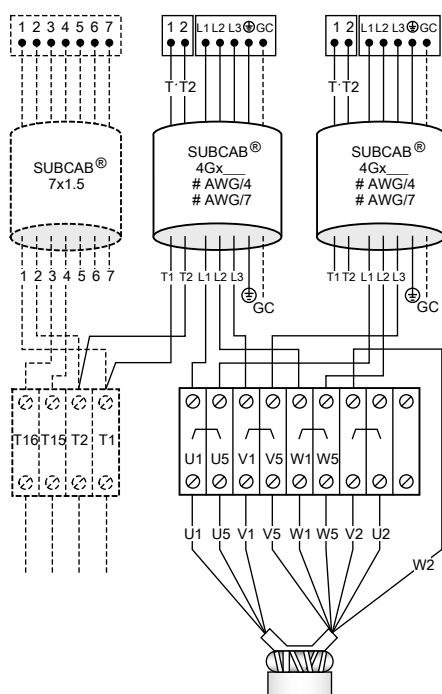 1 2 3 4 5 6 7 1 2 L1 L2 L3 GC 1 2 L1 L2 L3 GC
T T2 T T2
SUBCAB® SUBCAB® SUBCAB®
7x1.5 4Gx___ 4Gx___
# AWG/4 # AWG/4
# AWG/7 # AWG/7
1 2 3 4 5 6 7 T1 T2 L1 L2 L3 GC T1 T2 L1 L2 L3 GC
T16 T15 T2 T1 U1 U5 V1 V5 W1 W5
U1 U5 V1 V5 W1 W5 V2 U2
W2